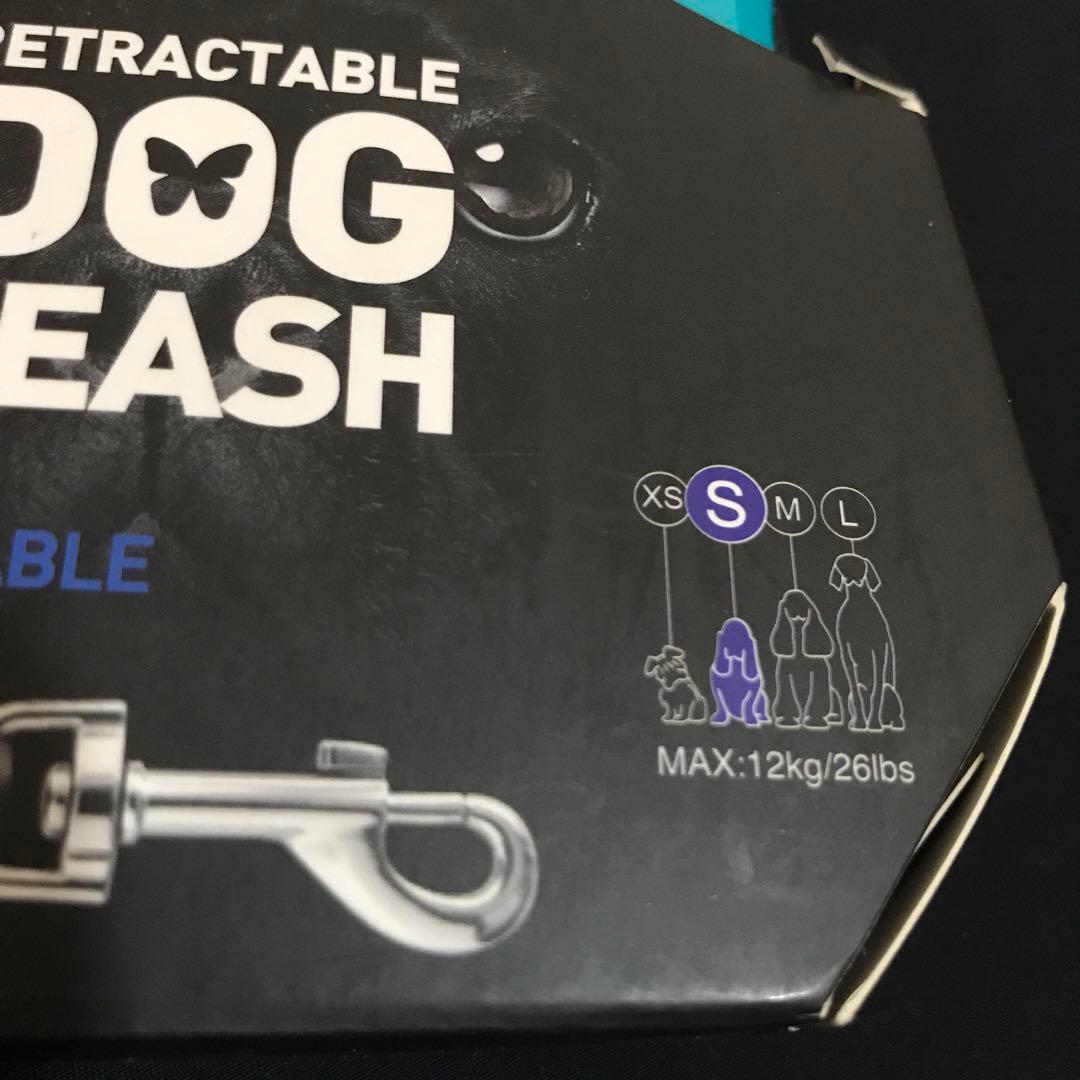 RETRACTABLE
DOG
EASH
ABLE
XS S M L
MAX:12kg/26lbs